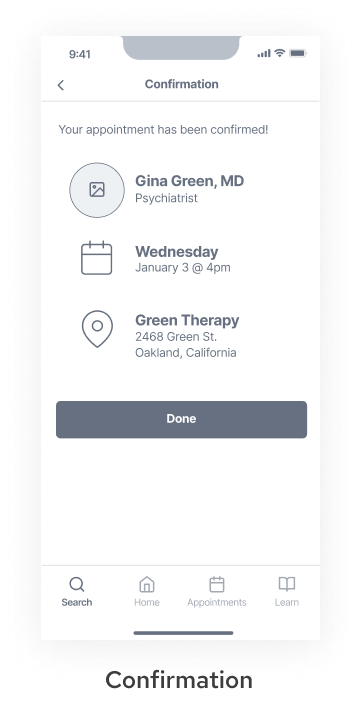 9:41
Confirmation
Your appointment has been confirmed!
Gina Green, MD
Psychiatrist
Wednesday
January 3 @ 4pm
Green Therapy
2468 Green St.
Oakland, California
Done
Search Home Appointments Learn
Confirmation